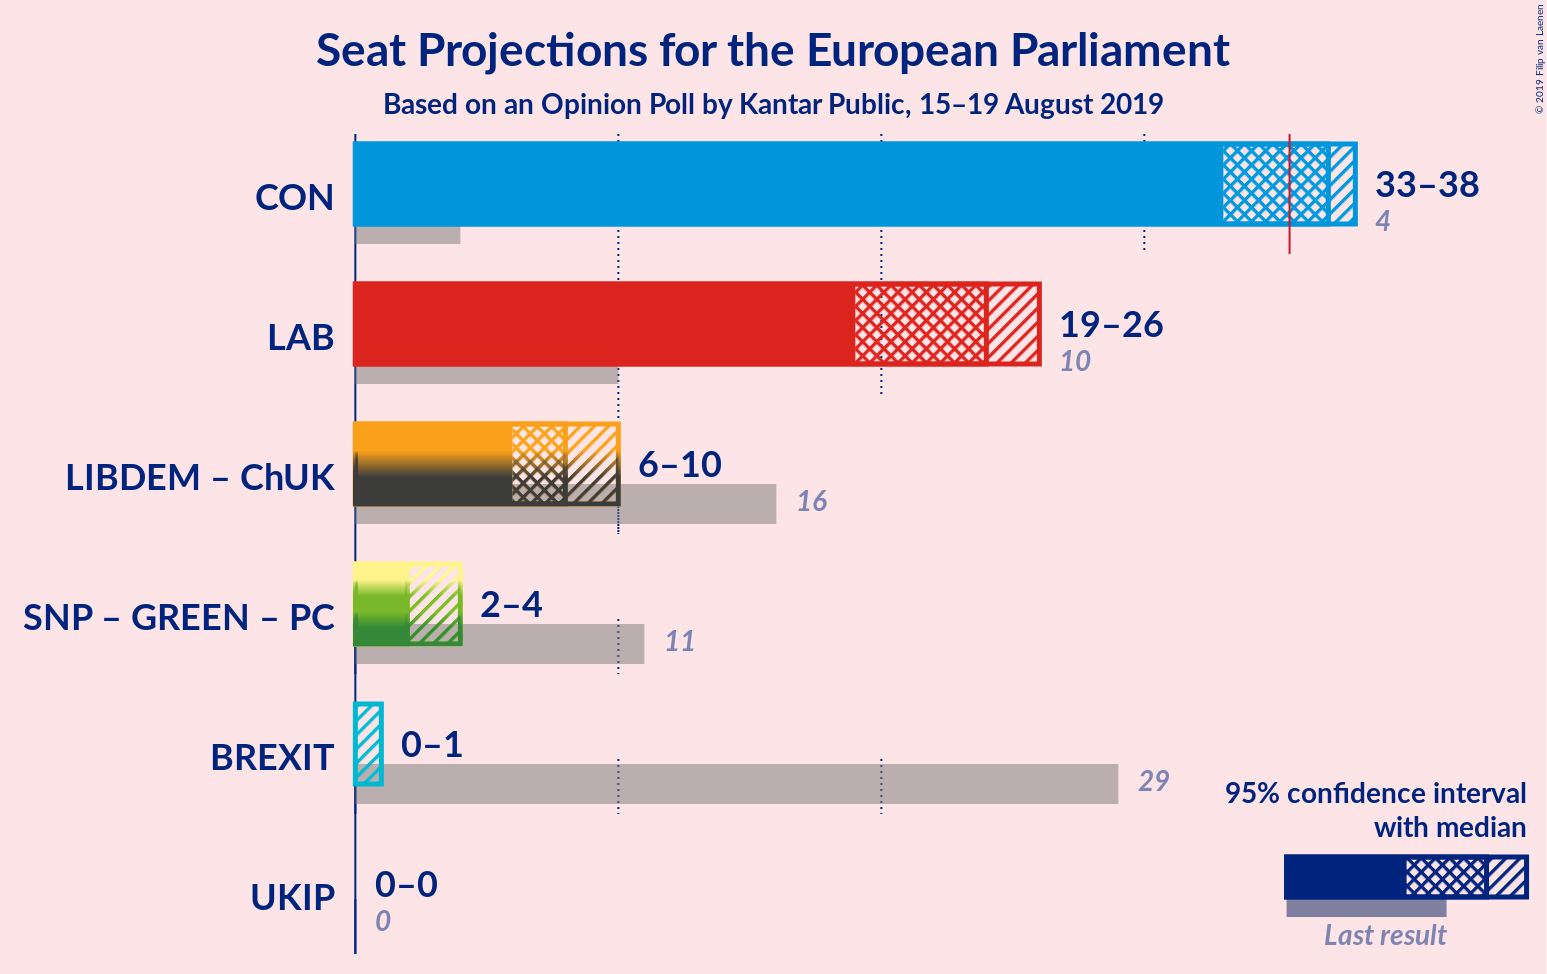 Seat Projections for the European Parliament
Based on an Opinion Poll by Kantar Public, 15–19 August 2019
© 2019 Filip van Laenen
CON
33–38
4
LAB
19–26
10
LIBDEM – ChUK
6–10
16
SNP – GREEN – PC
2–4
11
BREXIT
0–1
29
95% confidence interval
with median
UKIP
0–0
0
Last result